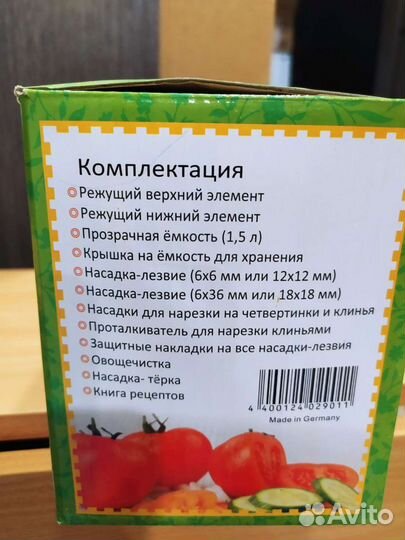 Комплектация
Режущий верхний элемент
Режущий нижний элемент
Прозрачная ёмкость (1,5 л)
Крышка на ёмкость для хранения
Насадка-лезвие (6х6 мм или 12х12 мм)
Насадка-лезвие (6х36 мм или 18х18 мм)
Насадки для нарезки на четвертинки и клинья
Проталкиватель для нарезки клиньями
Защитные накладки на все насадки-лезвия
Овощечистка
Насадка- тёрка
Книга рецептов
4 400124 029011
Made in Germany
Avito